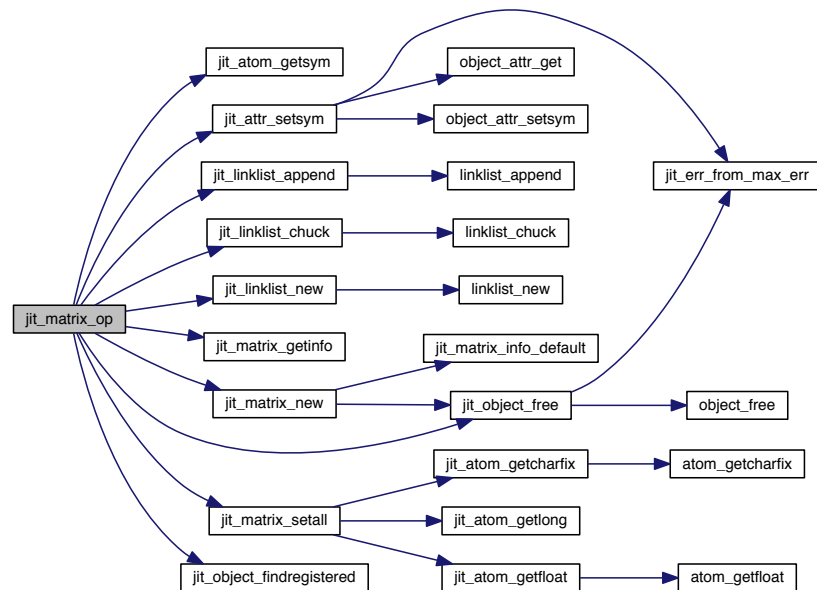 jit_atom_getsym
object_attr_get
jit_attr_setsym
object_attr_setsym
jit_linklist_append
linklist_append
jit_err_from_max_err
jit_linklist_chuck
linklist_chuck
jit_linklist_new
linklist_new
jit_matrix_op
jit_matrix_getinfo
jit_matrix_info_default
jit_matrix_new
jit_object_free
object_free
jit_atom_getcharfix
atom_getcharfix
jit_matrix_setall
jit_atom_getlong
jit_object_findregistered
jit_atom_getfloat
atom_getfloat